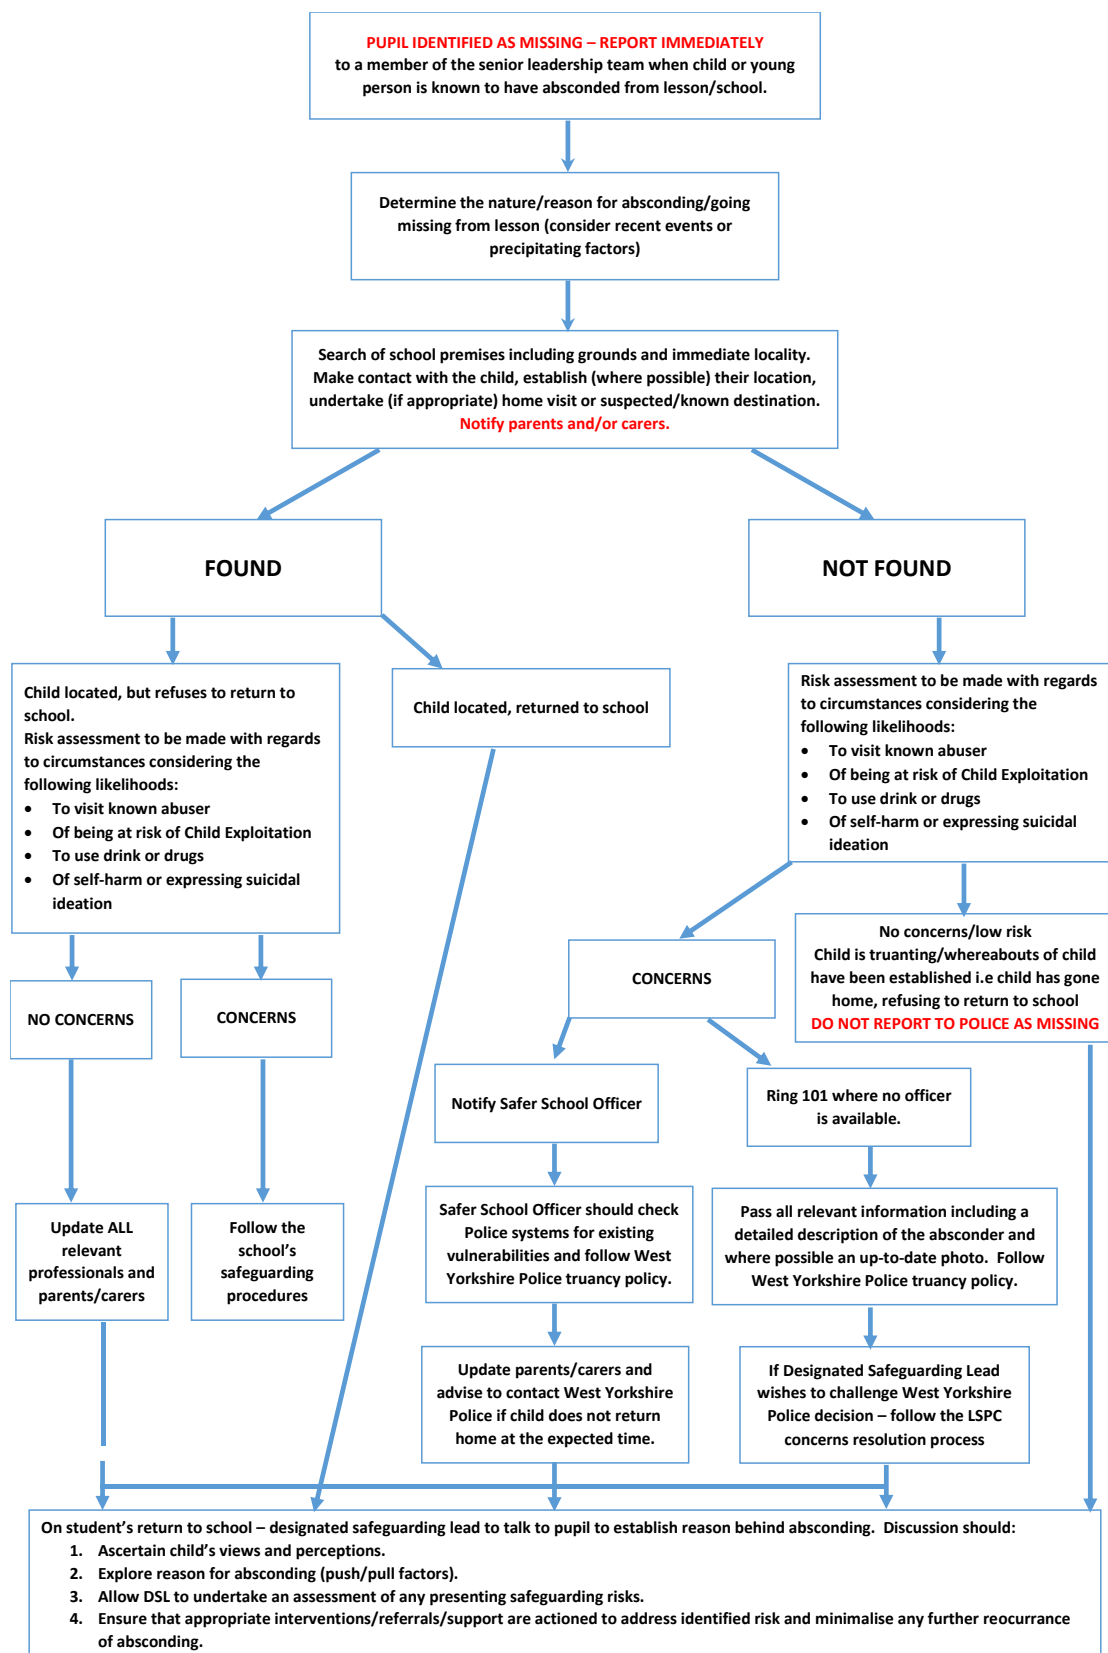 PUPIL IDENTIFIED AS MISSING – REPORT IMMEDIATELY
to a member of the senior leadership team when child or young
person is known to have absconded from lesson/school.
Determine the nature/reason for absconding/going
missing from lesson (consider recent events or
precipitating factors)
Search of school premises including grounds and immediate locality.
Make contact with the child, establish (where possible) their location,
undertake (if appropriate) home visit or suspected/known destination.
Notify parents and/or carers.
FOUND
NOT FOUND
Child located, but refuses to return to
school.
Risk assessment to be made with regards
to circumstances considering the
following likelihoods:
• To visit known abuser
• Of being at risk of Child Exploitation
• To use drink or drugs
• Of self-harm or expressing suicidal
ideation
Child located, returned to school
Risk assessment to be made with regards
to circumstances considering the
following likelihoods:
• To visit known abuser
• Of being at risk of Child Exploitation
• To use drink or drugs
• Of self-harm or expressing suicidal
ideation
No concerns/low risk
Child is truanting/whereabouts of child
have been established i.e child has gone
home, refusing to return to school
DO NOT REPORT TO POLICE AS MISSING
CONCERNS
NO CONCERNS
CONCERNS
Notify Safer School Officer
Ring 101 where no officer
is available.
Update ALL
relevant
professionals and
parents/carers
Follow the
school’s
safeguarding
procedures
Safer School Officer should check
Police systems for existing
vulnerabilities and follow West
Yorkshire Police truancy policy.
Pass all relevant information including a
detailed description of the absconder and
where possible an up-to-date photo. Follow
West Yorkshire Police truancy policy.
Update parents/carers and
advise to contact West Yorkshire
Police if child does not return
home at the expected time.
If Designated Safeguarding Lead
wishes to challenge West Yorkshire
Police decision – follow the LSPC
concerns resolution process
On student’s return to school – designated safeguarding lead to talk to pupil to establish reason behind absconding. Discussion should:
1. Ascertain child’s views and perceptions.
2. Explore reason for absconding (push/pull factors).
3. Allow DSL to undertake an assessment of any presenting safeguarding risks.
4. Ensure that appropriate interventions/referrals/support are actioned to address identified risk and minimalise any further reocurrance
of absconding.